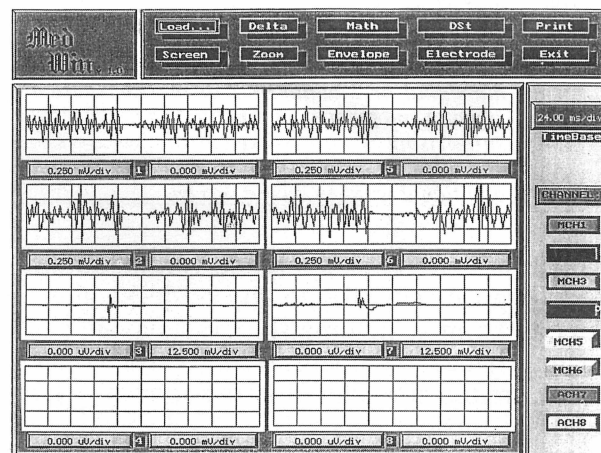 Med
Win. 1.0
Load... Delta Math DSt Print
Screen Zoom Envelope Electrode Exit
24.00 ms/div
TimeBase
0.250 mV/div 1 0.000 mV/div 0.250 mV/div 5 0.000 mV/div
CHANNEL
MCH1
0.250 mV/div 2 0.000 mV/div 0.250 mV/div 6 0.000 mV/div
MCH3
0.000 uV/div 3 12.500 mV/div 0.000 uV/div 7 12.500 mV/div
MCH5
MCH6
ACH7
ACH8
0.000 uV/div 4 0.000 mV/div 0.000 uV/div 8 0.000 mV/div